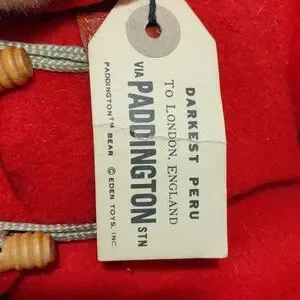 DARKEST PERU
TO LONDON, ENGLAND
VIA PADDINGTON STN
PADDINGTON™ BEAR © EDEN TOYS, INC.